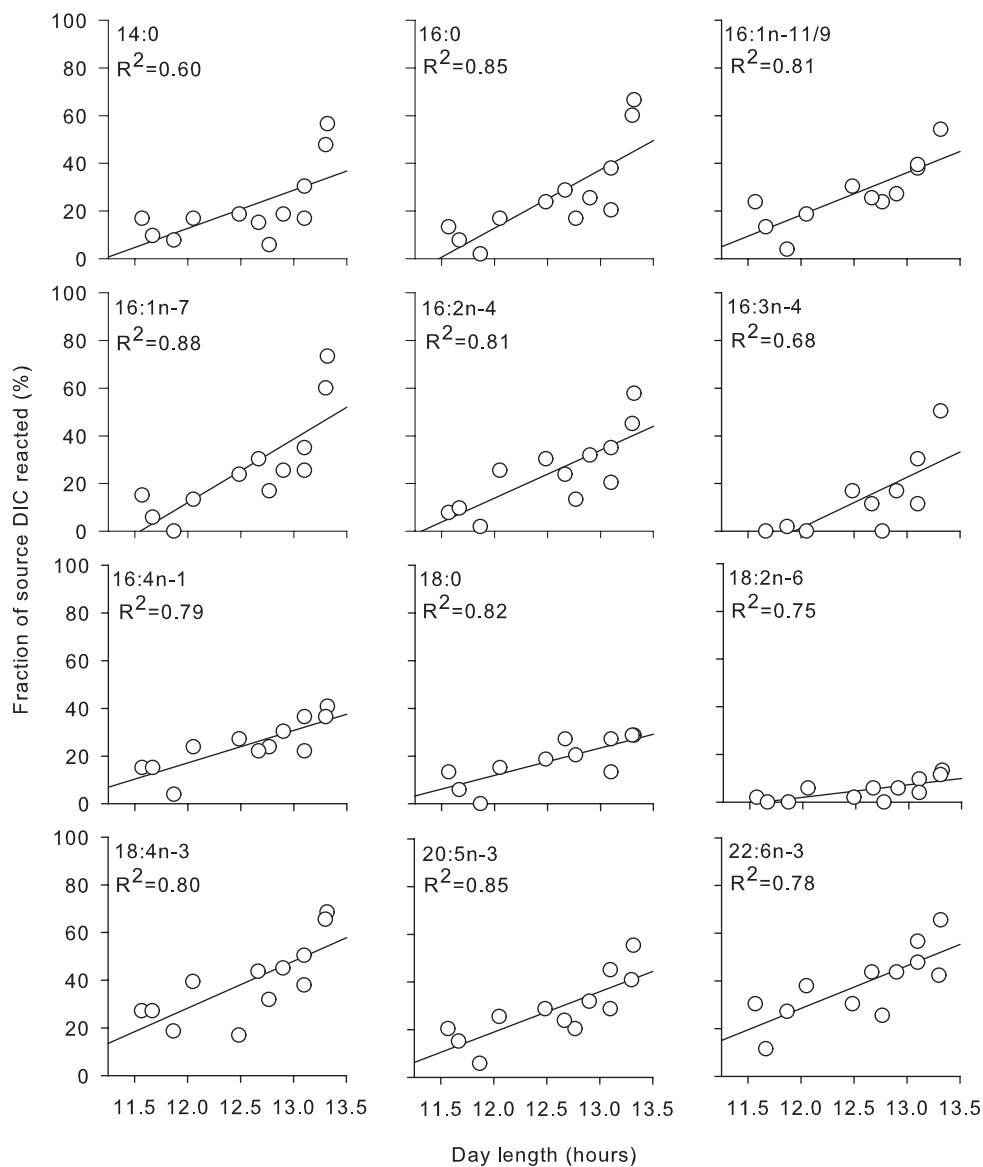 100
80
60
40
20
0
14:0
R²=0.60
16:0
R²=0.85
16:1n-11/9
R²=0.81
100
80
60
40
20
0
16:1n-7
R²=0.88
16:2n-4
R²=0.81
16:3n-4
R²=0.68
Fraction of source DIC reacted (%)
100
80
60
40
20
0
16:4n-1
R²=0.79
18:0
R²=0.82
18:2n-6
R²=0.75
100
80
60
40
20
0
18:4n-3
R²=0.80
20:5n-3
R²=0.85
22:6n-3
R²=0.78
11.5 12.0 12.5 13.0 13.5
11.5 12.0 12.5 13.0 13.5
11.5 12.0 12.5 13.0 13.5
Day length (hours)